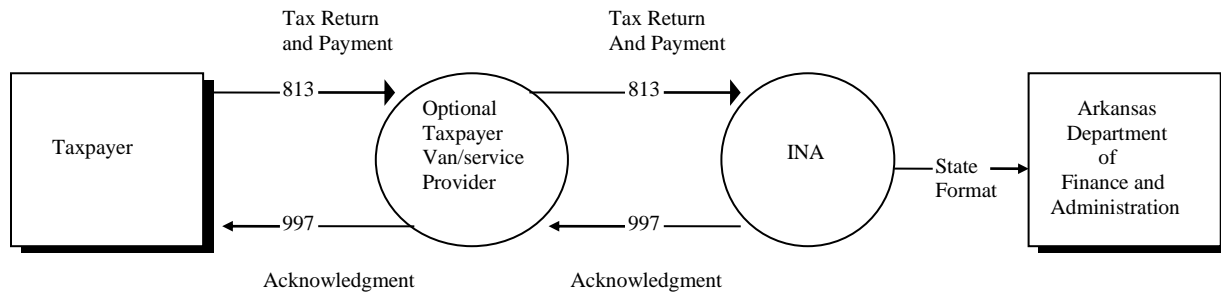 Tax Return
and Payment
Tax Return
And Payment
813
813
Taxpayer
Optional
Taxpayer
Van/service
Provider
INA
State
Format
Arkansas
Department
of
Finance and
Administration
997
997
Acknowledgment
Acknowledgment